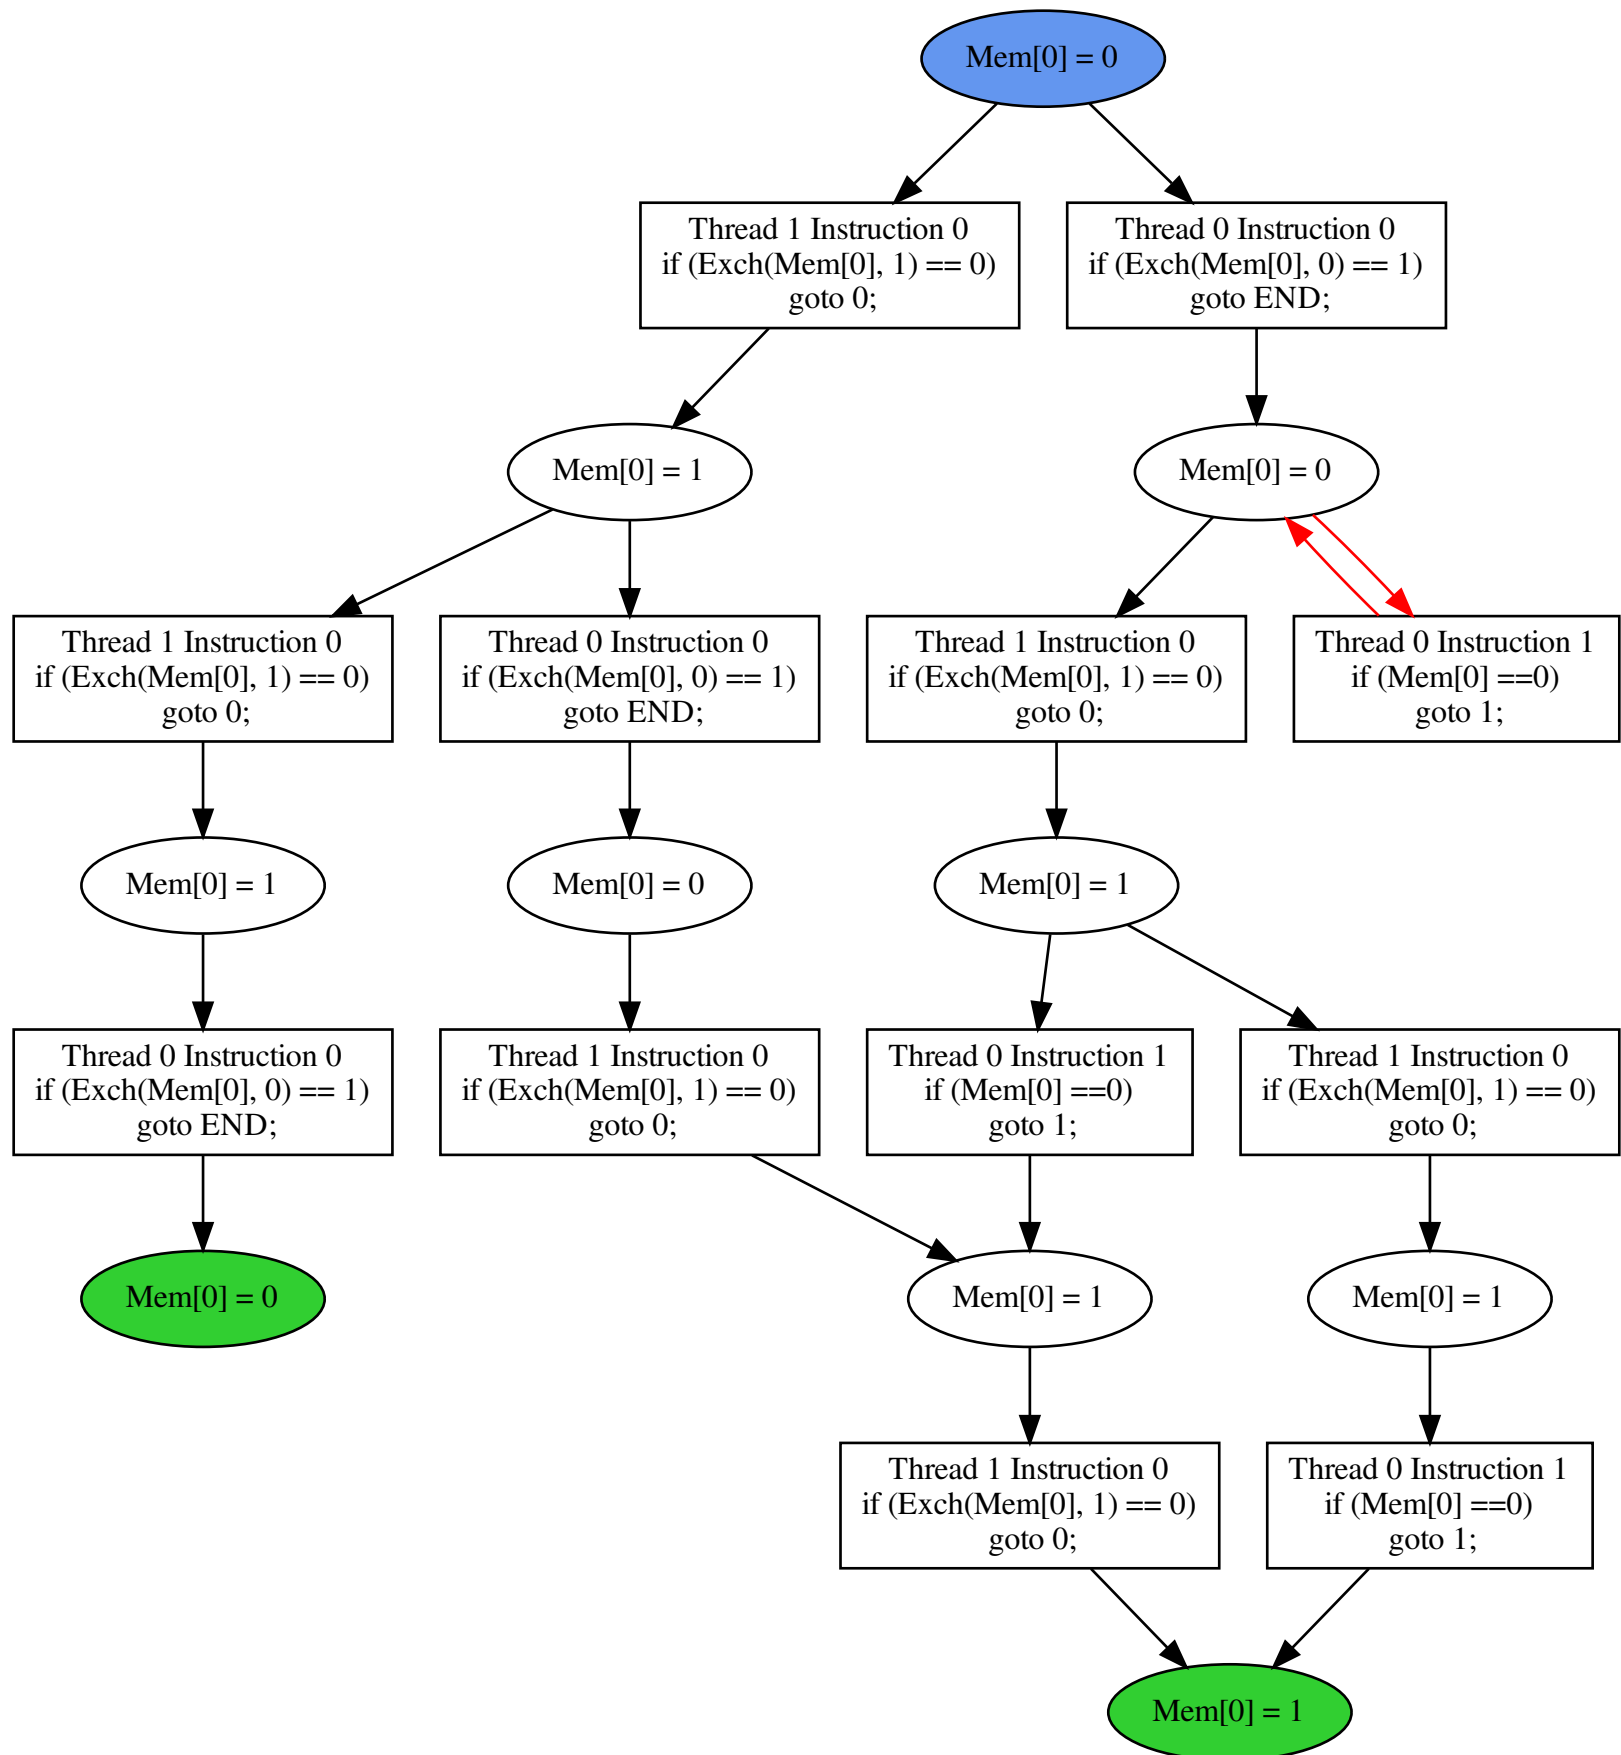 Mem[0] = 0
Thread 1 Instruction 0
if (Exch(Mem[0], 1) == 0)
goto 0;
Thread 0 Instruction 0
if (Exch(Mem[0], 0) == 1)
goto END;
Mem[0] = 1
Mem[0] = 0
Thread 1 Instruction 0
if (Exch(Mem[0], 1) == 0)
goto 0;
Thread 0 Instruction 0
if (Exch(Mem[0], 0) == 1)
goto END;
Thread 1 Instruction 0
if (Exch(Mem[0], 1) == 0)
goto 0;
Thread 0 Instruction 1
if (Mem[0] ==0)
goto 1;
Mem[0] = 1
Mem[0] = 0
Mem[0] = 1
Thread 0 Instruction 0
if (Exch(Mem[0], 0) == 1)
goto END;
Thread 1 Instruction 0
if (Exch(Mem[0], 1) == 0)
goto 0;
Thread 0 Instruction 1
if (Mem[0] ==0)
goto 1;
Thread 1 Instruction 0
if (Exch(Mem[0], 1) == 0)
goto 0;
Mem[0] = 0
Mem[0] = 1
Mem[0] = 1
Thread 1 Instruction 0
if (Exch(Mem[0], 1) == 0)
goto 0;
Thread 0 Instruction 1
if (Mem[0] ==0)
goto 1;
Mem[0] = 1